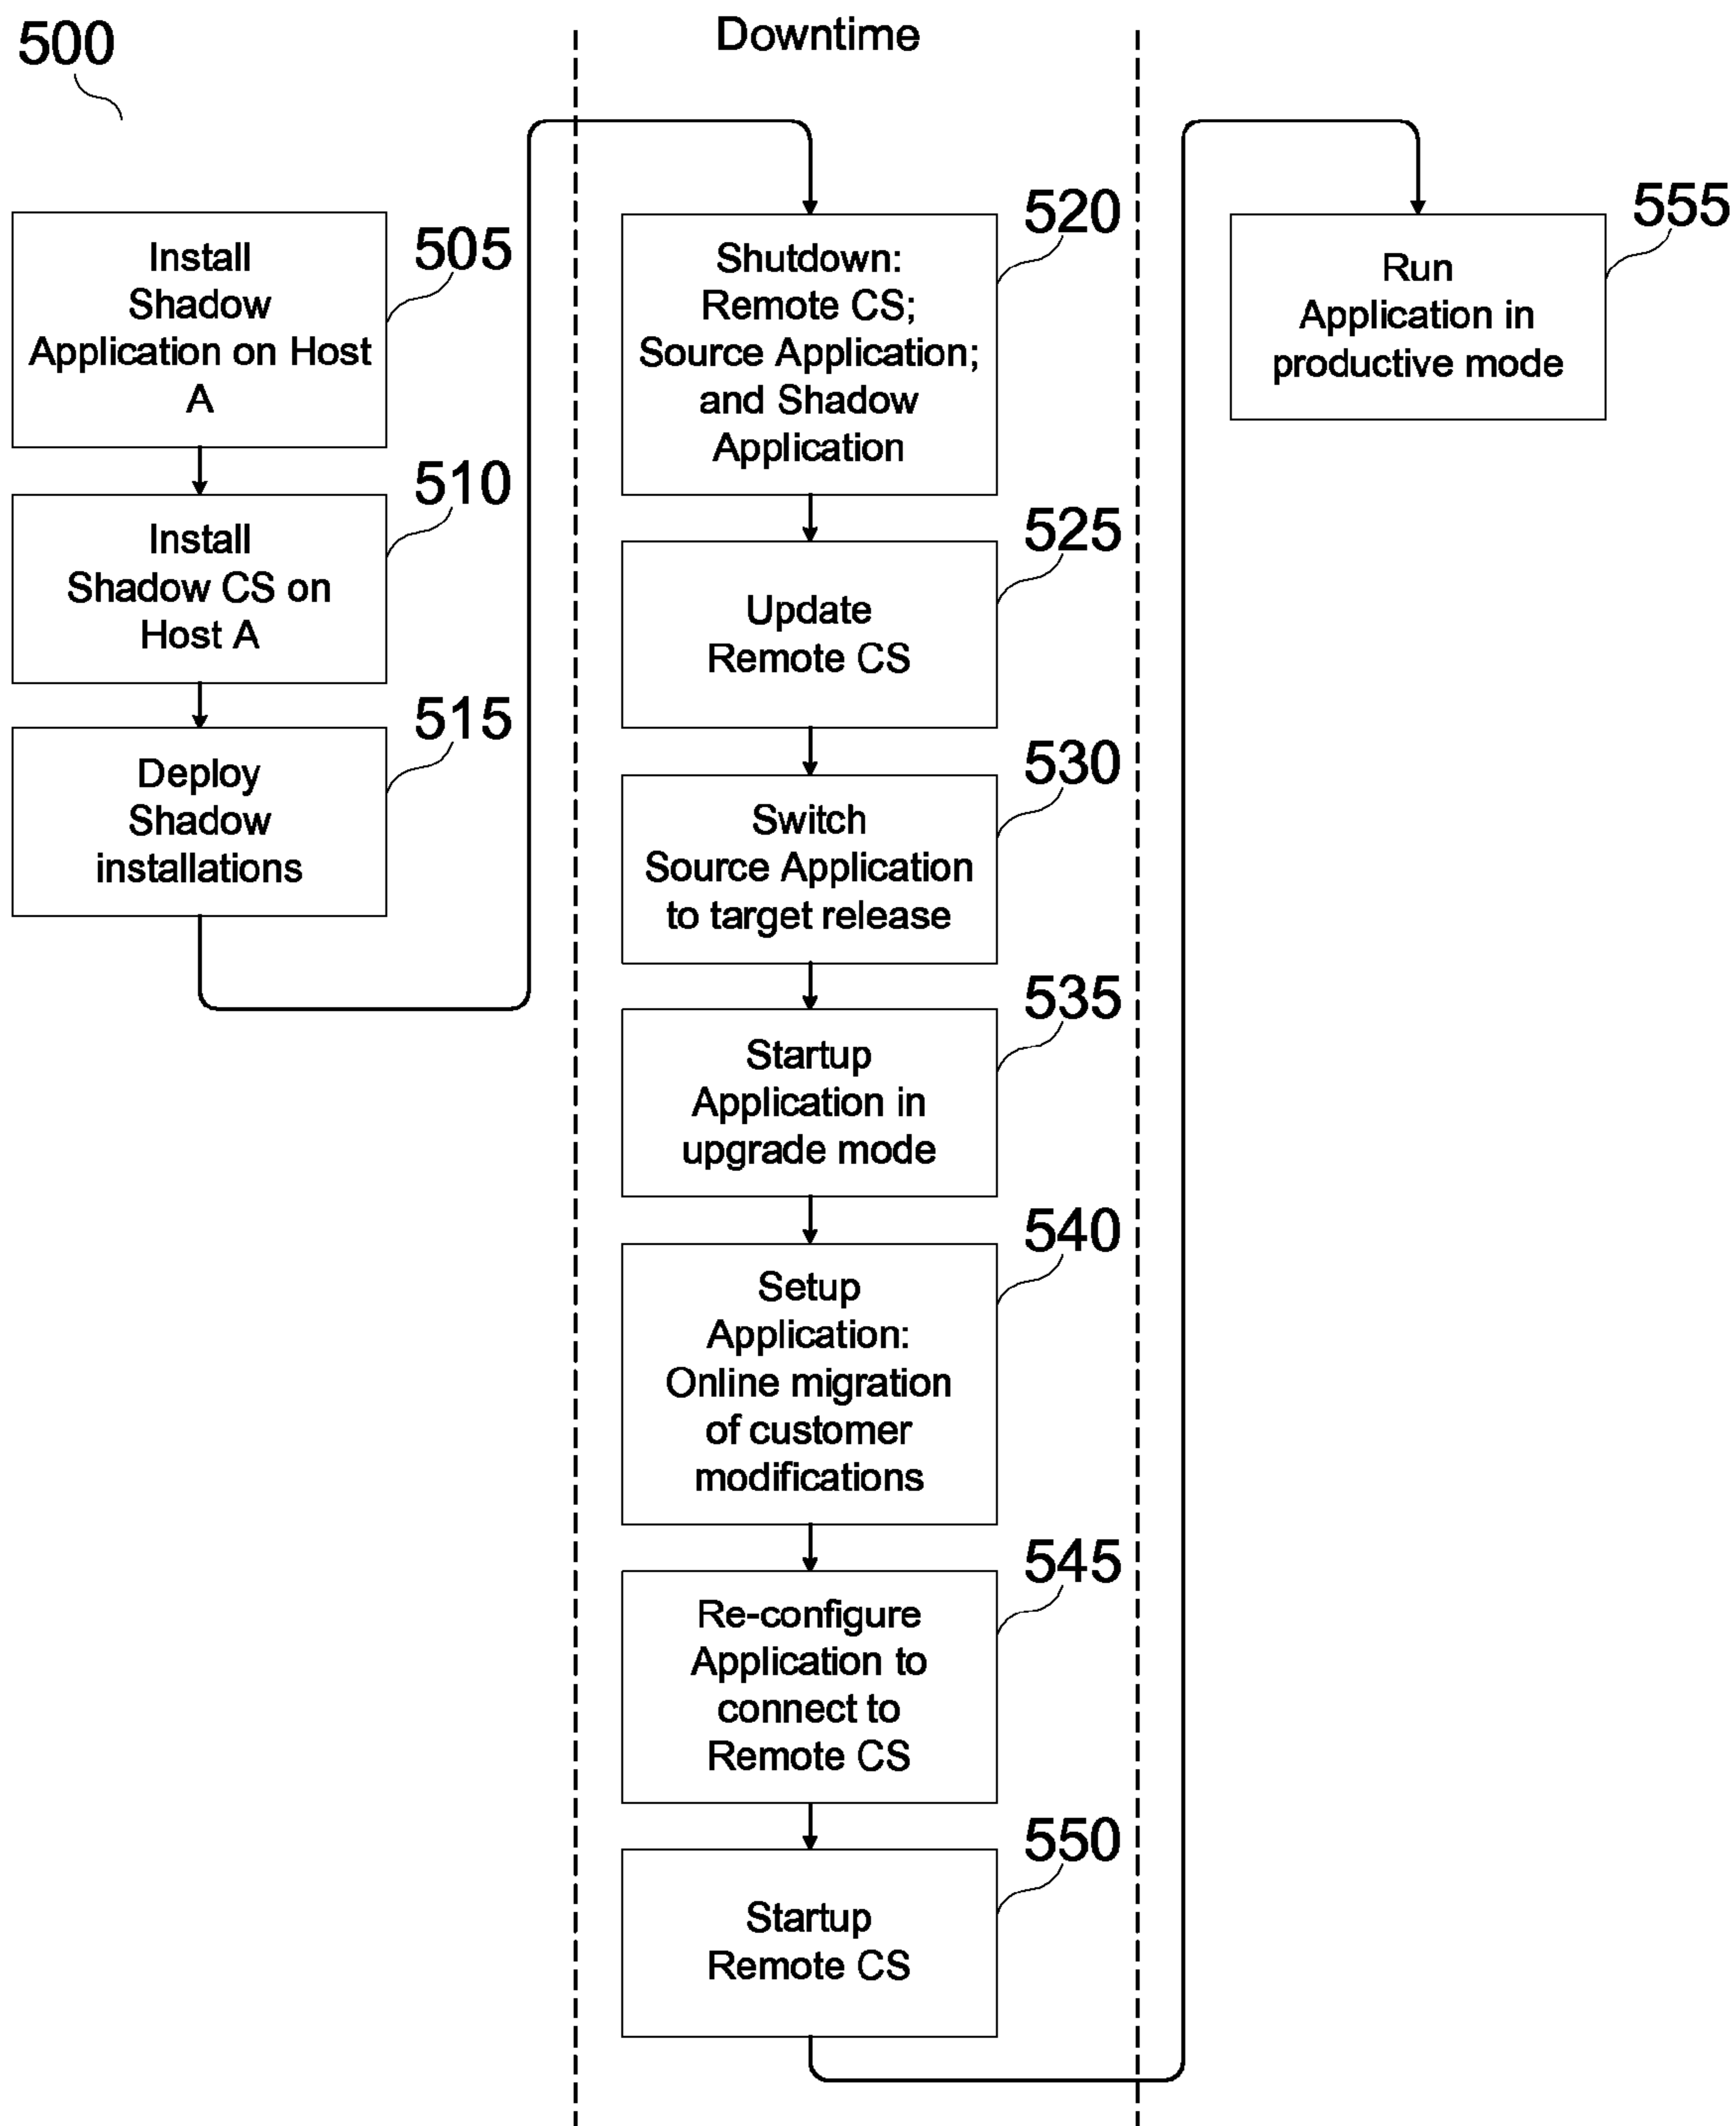 500
Downtime
Install
Shadow
Application on Host
A
505
Install
Shadow CS on
Host A
510
Deploy
Shadow
installations
515
Shutdown:
Remote CS;
Source Application;
and Shadow
Application
520
Update
Remote CS
525
Switch
Source Application
to target release
530
Startup
Application in
upgrade mode
535
Setup
Application:
Online migration
of customer
modifications
540
Re-configure
Application to
connect to
Remote CS
545
Startup
Remote CS
550
Run
Application in
productive mode
555